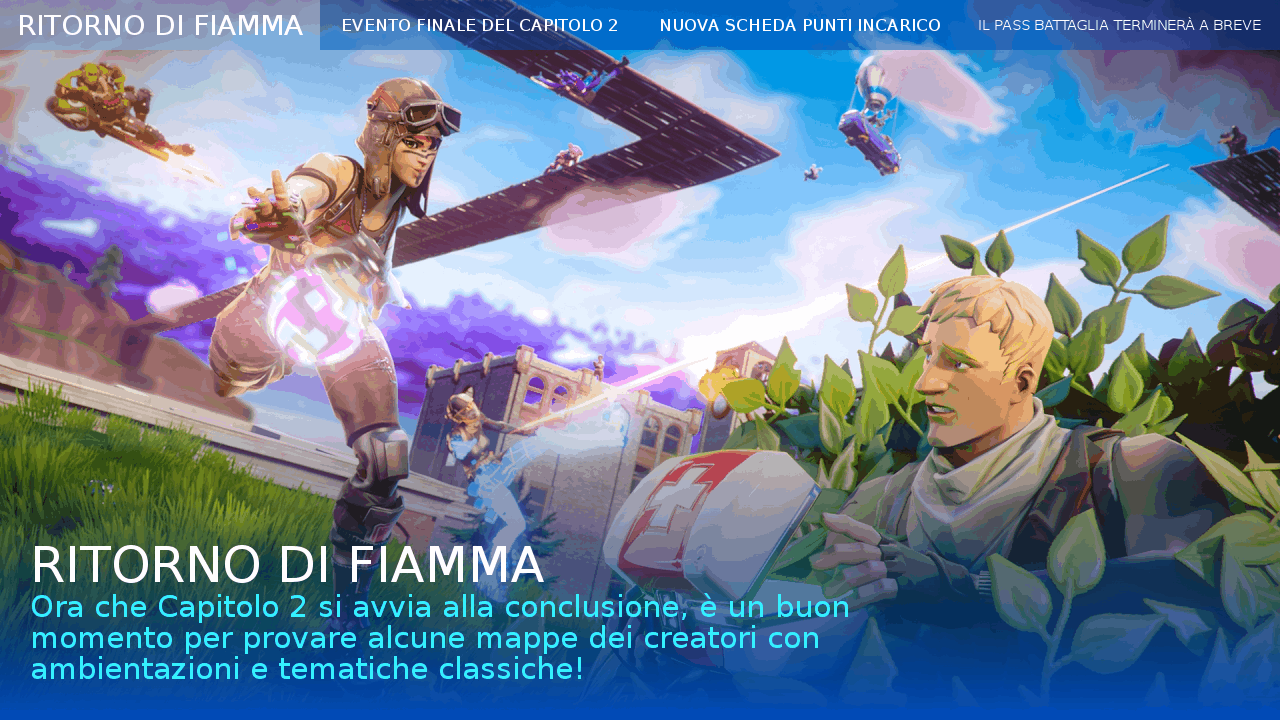 RITORNO DI FIAMMA
EVENTO FINALE DEL CAPITOLO 2
NUOVA SCHEDA PUNTI INCARICO
IL PASS BATTAGLIA TERMINERÀ A BREVE
RITORNO DI FIAMMA
Ora che Capitolo 2 si avvia alla conclusione, è un buon
momento per provare alcune mappe dei creatori con
ambientazioni e tematiche classiche!